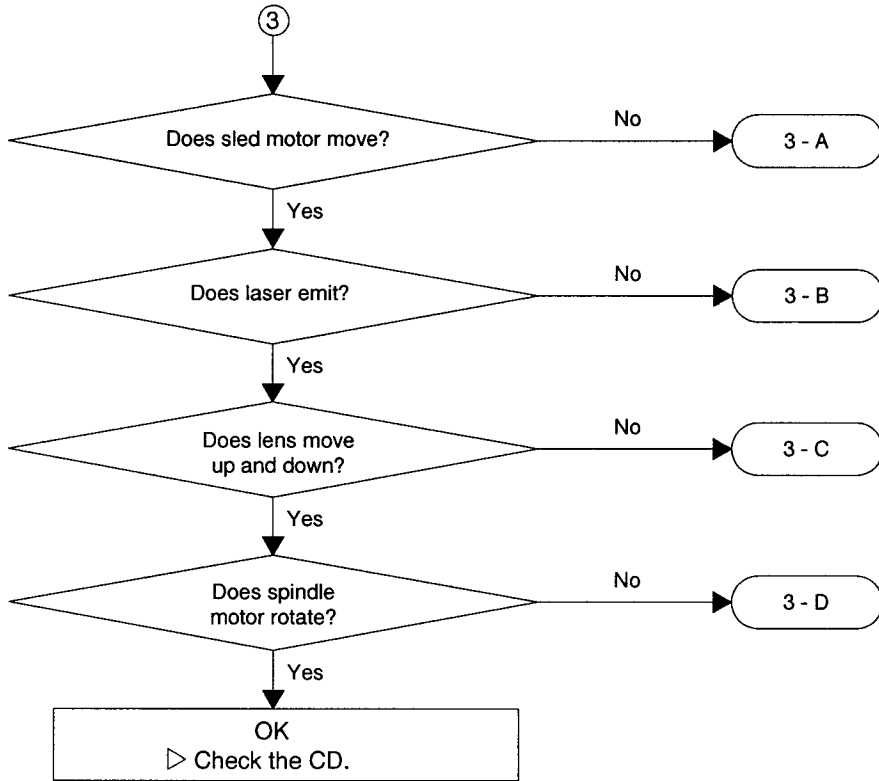 3
Does sled motor move?
No
3 - A
Yes
Does laser emit?
No
3 - B
Yes
Does lens move
up and down?
No
3 - C
Yes
Does spindle
motor rotate?
No
3 - D
Yes
OK
▷ Check the CD.